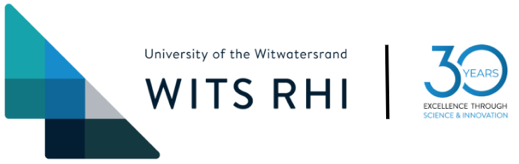 University of the Witwatersrand
WITS RHI
30
YEARS
EXCELLENCE THROUGH
SCIENCE & INNOVATION